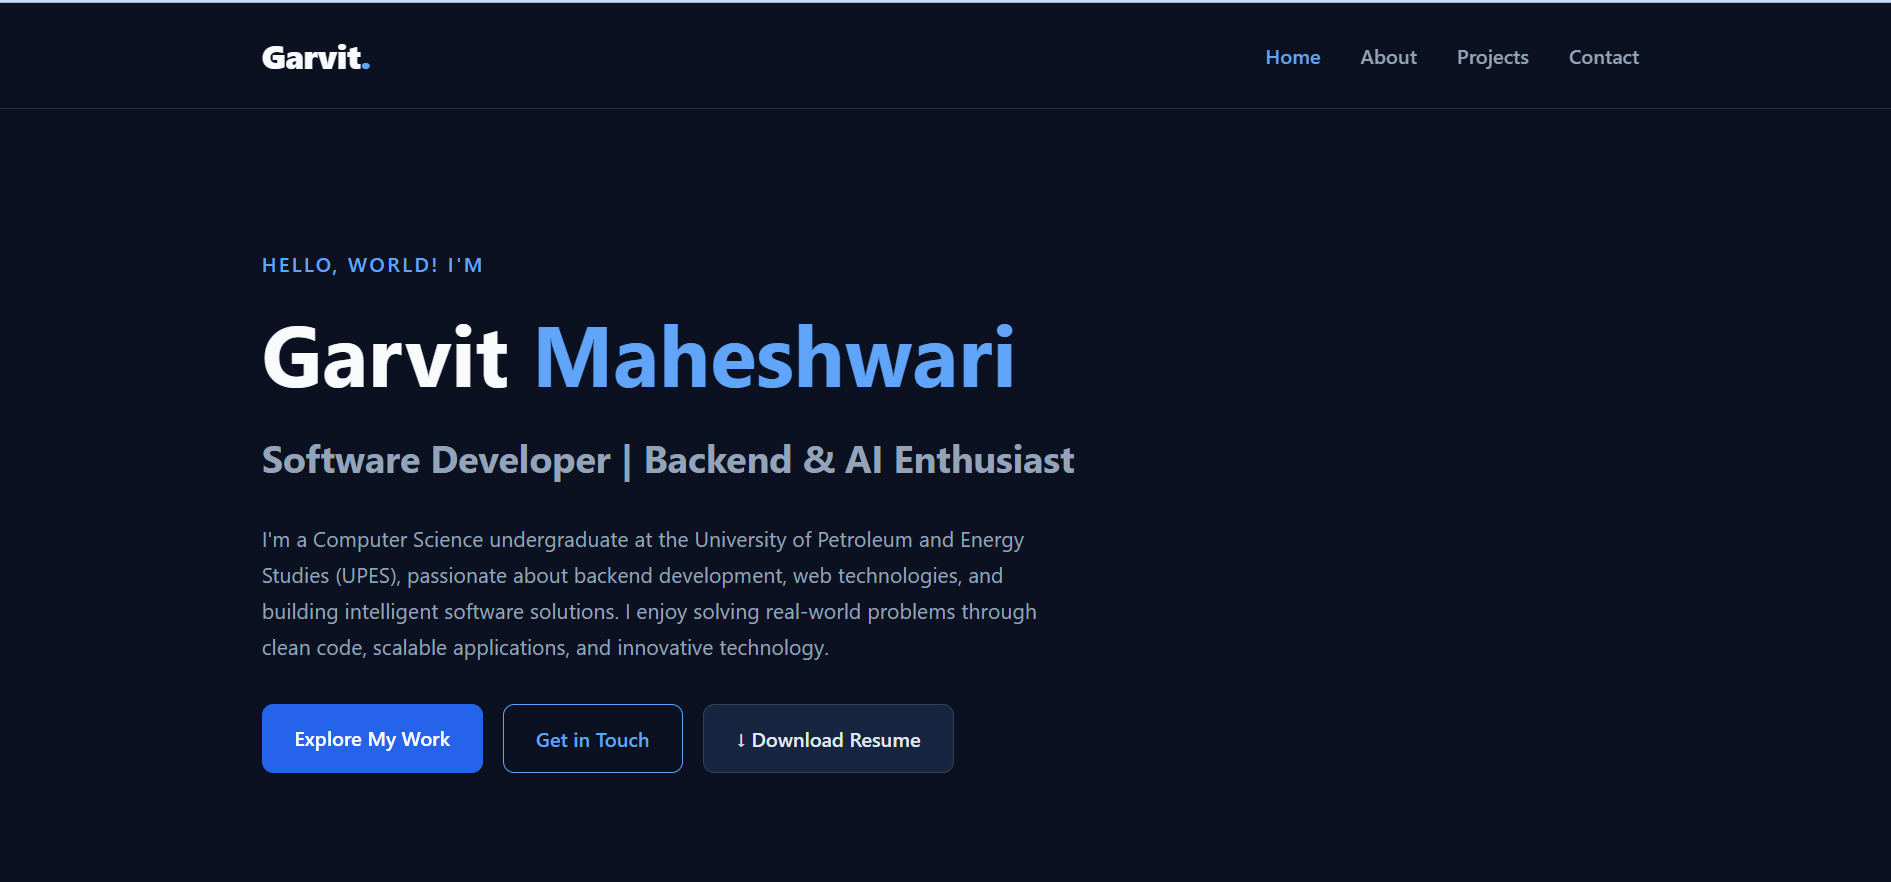 Garvit.
Home
About
Projects
Contact
HELLO, WORLD! I'M
Garvit Maheshwari
Software Developer | Backend & AI Enthusiast
I'm a Computer Science undergraduate at the University of Petroleum and Energy
Studies (UPES), passionate about backend development, web technologies, and
building intelligent software solutions. I enjoy solving real-world problems through
clean code, scalable applications, and innovative technology.
Explore My Work
Get in Touch
↓ Download Resume